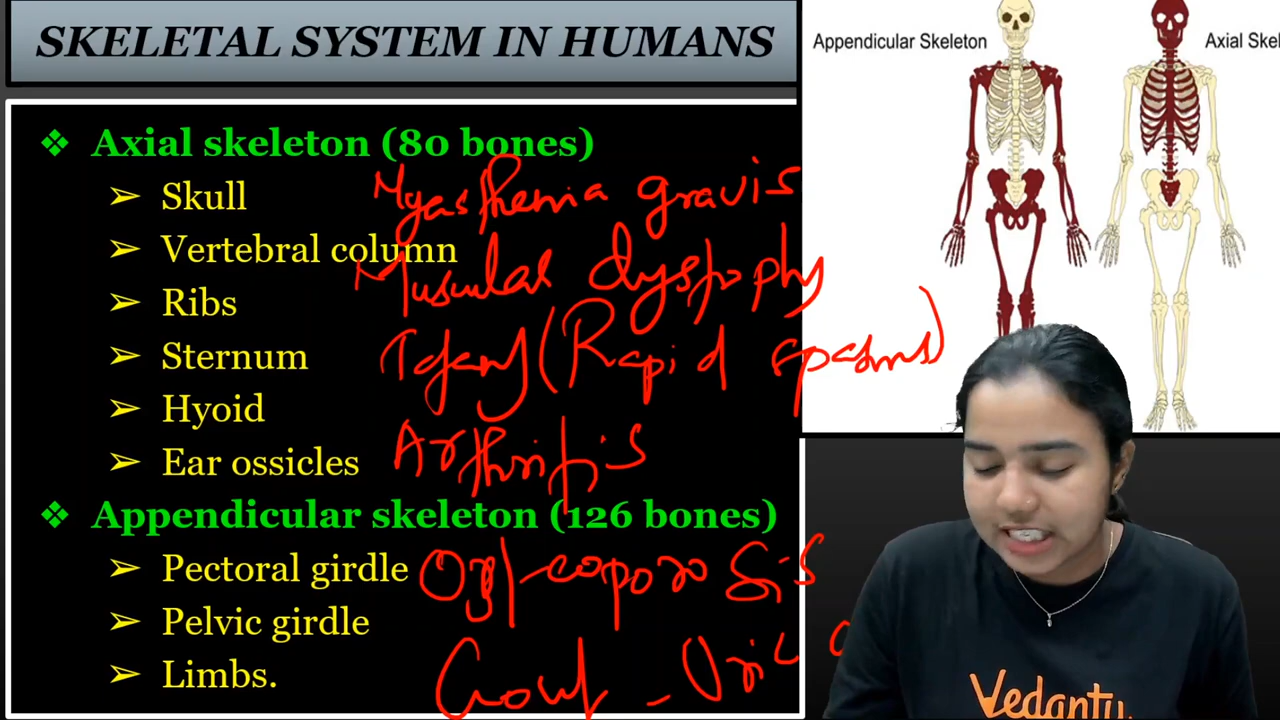 SKELETAL SYSTEM IN HUMANS
Appendicular Skeleton
Axial Skel
❖ Axial skeleton (80 bones)
➢ Skull
➢ Vertebral column
➢ Ribs
➢ Sternum
➢ Hyoid
➢ Ear ossicles
❖ Appendicular skeleton (126 bones)
➢ Pectoral girdle
➢ Pelvic girdle
➢ Limbs.
Myasthenia gravis
Muscular dystrophy
Tetany (Rapid spasms)
Arthritis
Gout - Uric
Vedantu